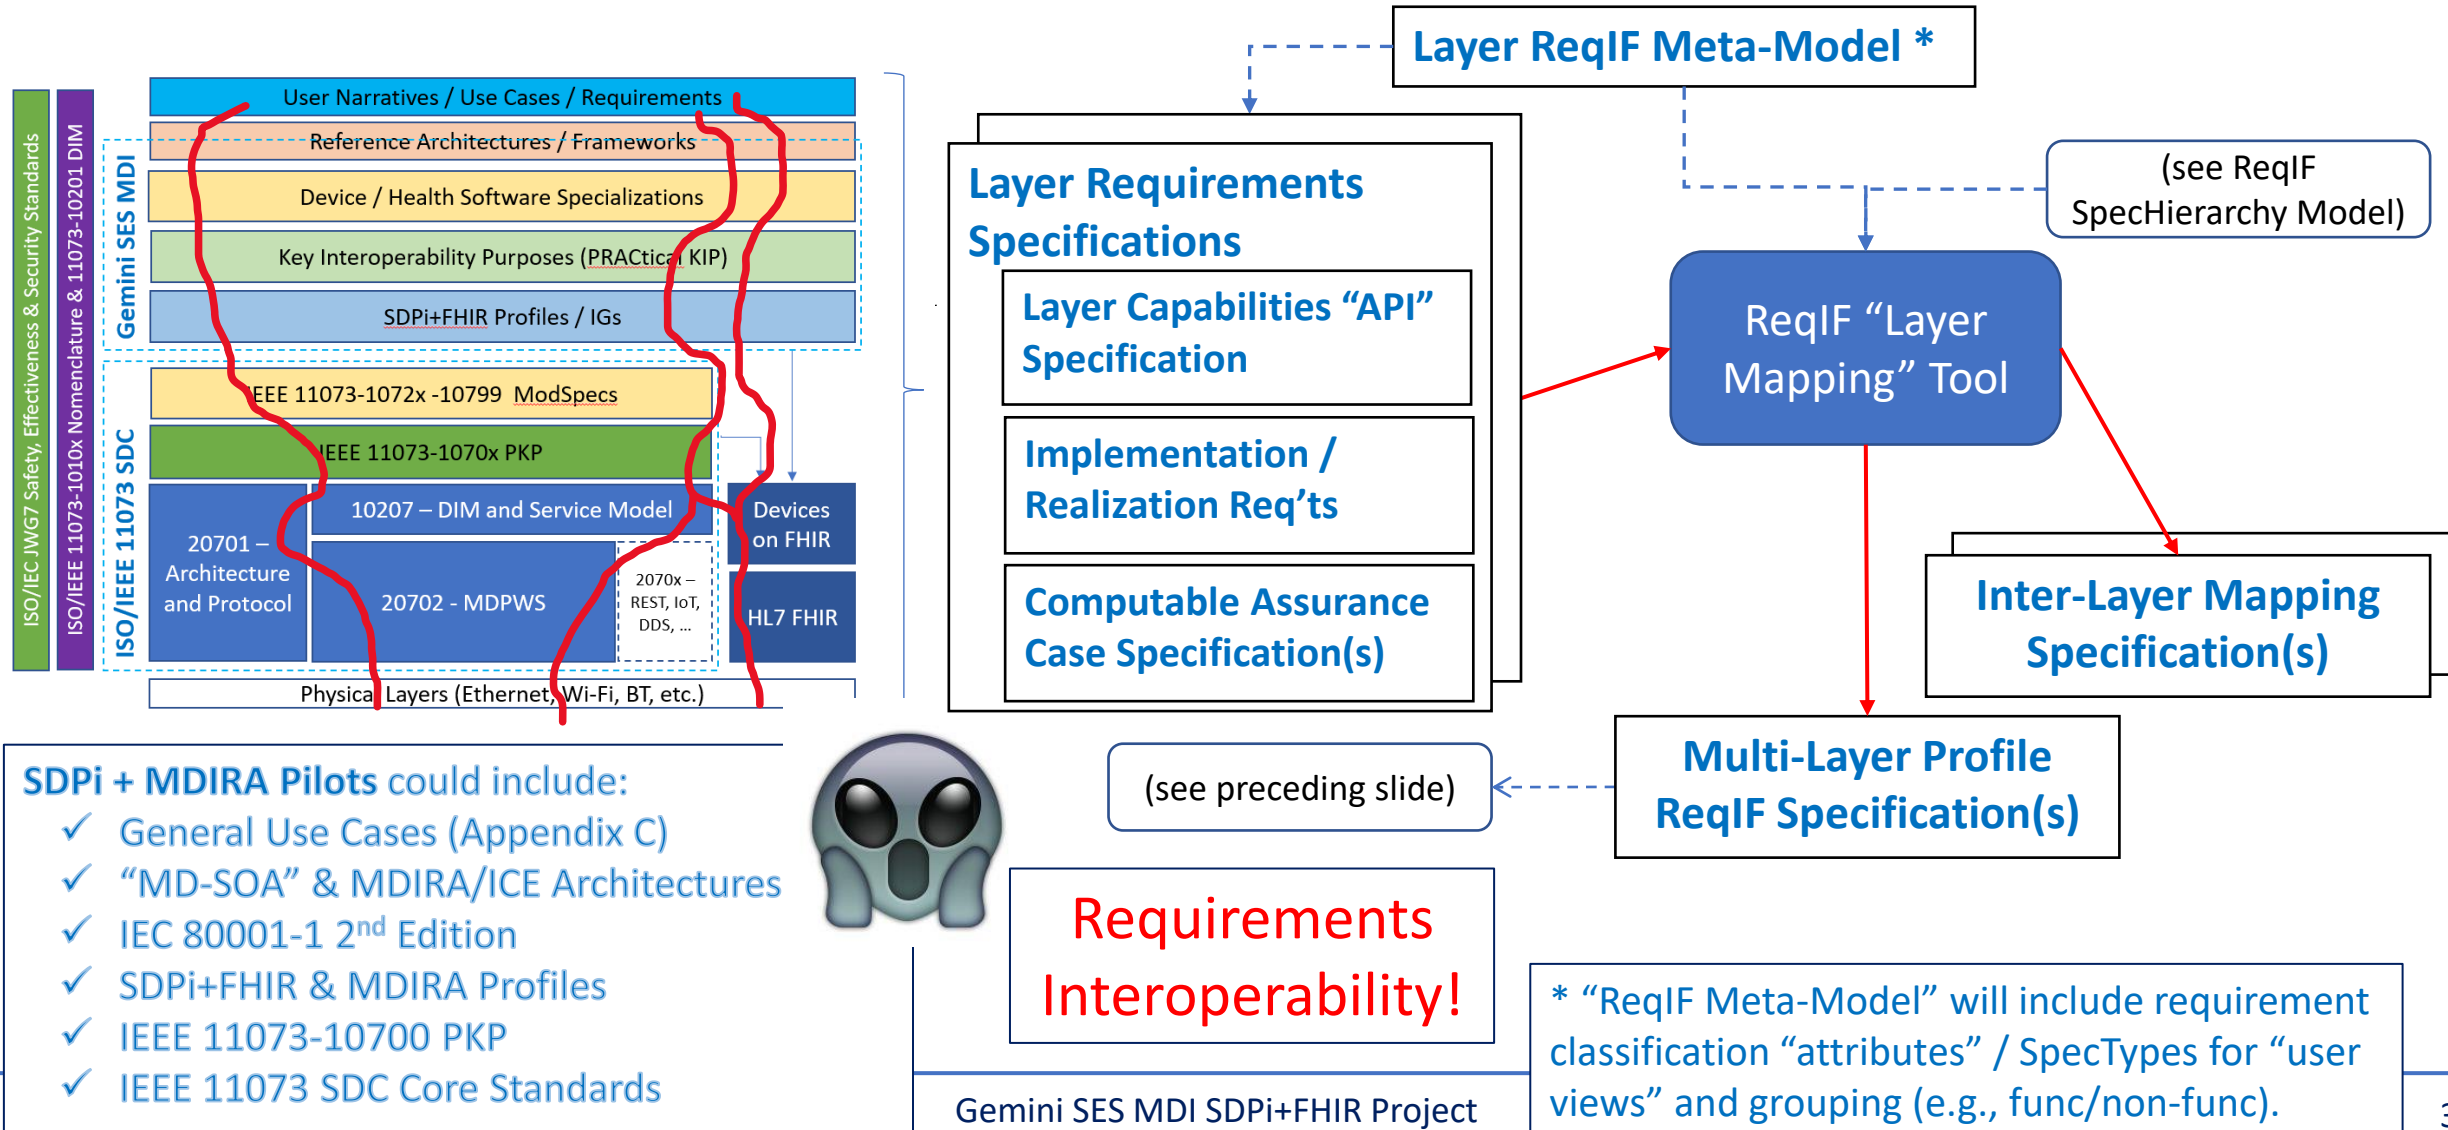 ISO/IEC JWG7 Safety, Effectiveness & Security Standards
ISO/IEEE 11073-1010x Nomenclature & 11073-10201 DIM
Gemini SES MDI
ISO/IEEE 11073 SDC
User Narratives / Use Cases / Requirements
Reference Architectures / Frameworks
Device / Health Software Specializations
Key Interoperability Purposes (PRACtical KIP)
SDPi+FHIR Profiles / IGs
IEEE 11073-1072x -10799 ModSpecs
IEEE 11073-1070x PKP
20701 –
Architecture
and Protocol
10207 – DIM and Service Model
20702 - MDPWS
2070x –
REST, IoT,
DDS, ...
Devices
on FHIR
HL7 FHIR
Physical Layers (Ethernet, Wi-Fi, BT, etc.)
Layer ReqIF Meta-Model *
Layer Requirements
Specifications
Layer Capabilities “API”
Specification
Implementation /
Realization Req’ts
Computable Assurance
Case Specification(s)
(see ReqIF
SpecHierarchy Model)
ReqIF “Layer
Mapping” Tool
Inter-Layer Mapping
Specification(s)
Multi-Layer Profile
ReqIF Specification(s)
(see preceding slide)
SDPi + MDIRA Pilots could include:
✓ General Use Cases (Appendix C)
✓ “MD-SOA” & MDIRA/ICE Architectures
✓ IEC 80001-1 2nd Edition
✓ SDPi+FHIR & MDIRA Profiles
✓ IEEE 11073-10700 PKP
✓ IEEE 11073 SDC Core Standards
Requirements
Interoperability!
* “ReqIF Meta-Model” will include requirement
classification “attributes” / SpecTypes for “user
views” and grouping (e.g., func/non-func).
Gemini SES MDI SDPi+FHIR Project